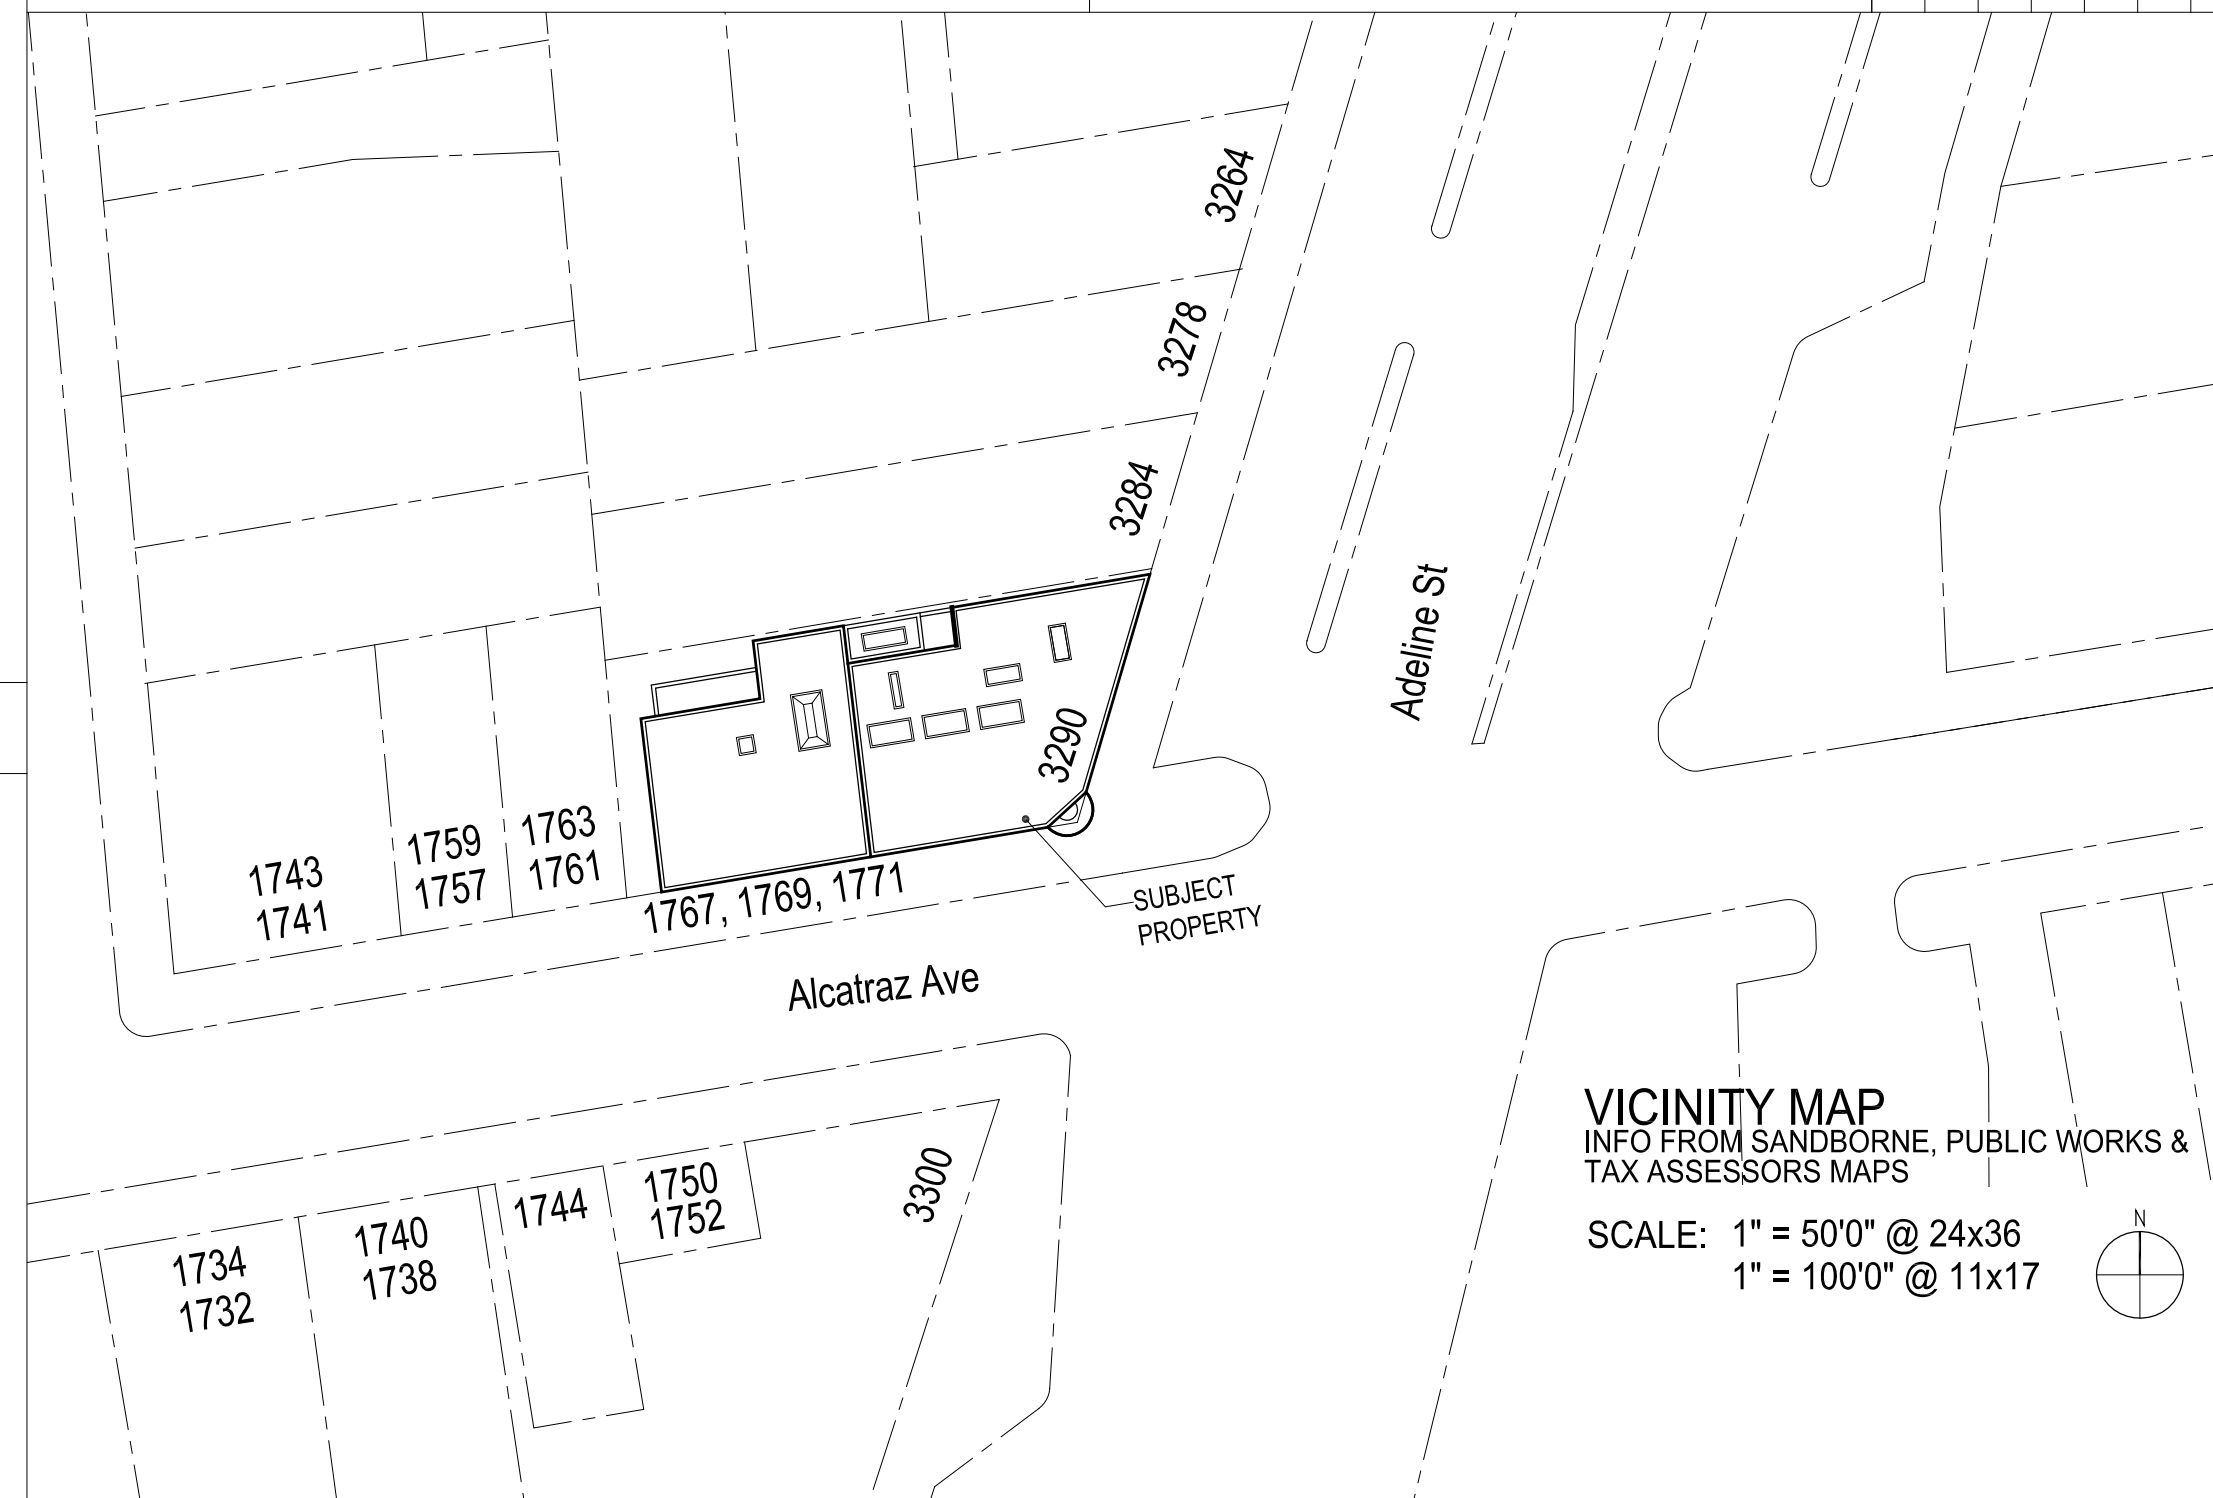 3264
3278
3284
Adeline St
3290
1763
1761
1759
1757
1743
1741
1767, 1769, 1771
SUBJECT
PROPERTY
Alcatraz Ave
VICINITY MAP
INFO FROM SANDBORNE, PUBLIC WORKS &
TAX ASSESSORS MAPS
SCALE: 1" = 50'0" @ 24x36
1" = 100'0" @ 11x17
N
3300
1750
1752
1744
1740
1738
1734
1732